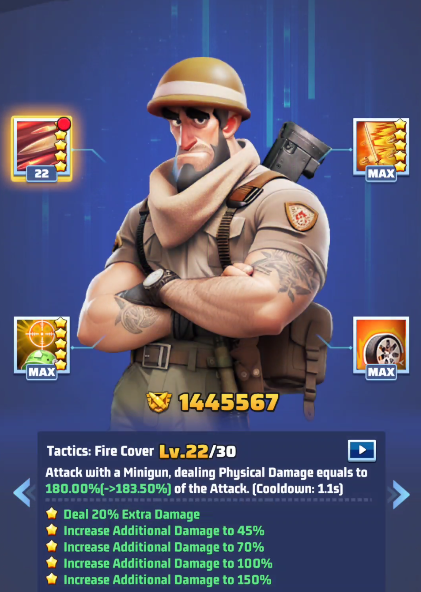 22
MAX
MAX
MAX
1445567
Tactics: Fire Cover Lv.22/30
Attack with a Minigun, dealing Physical Damage equals to
180.00%(->183.50%) of the Attack. (Cooldown: 1.1s)
Deal 20% Extra Damage
Increase Additional Damage to 45%
Increase Additional Damage to 70%
Increase Additional Damage to 100%
Increase Additional Damage to 150%